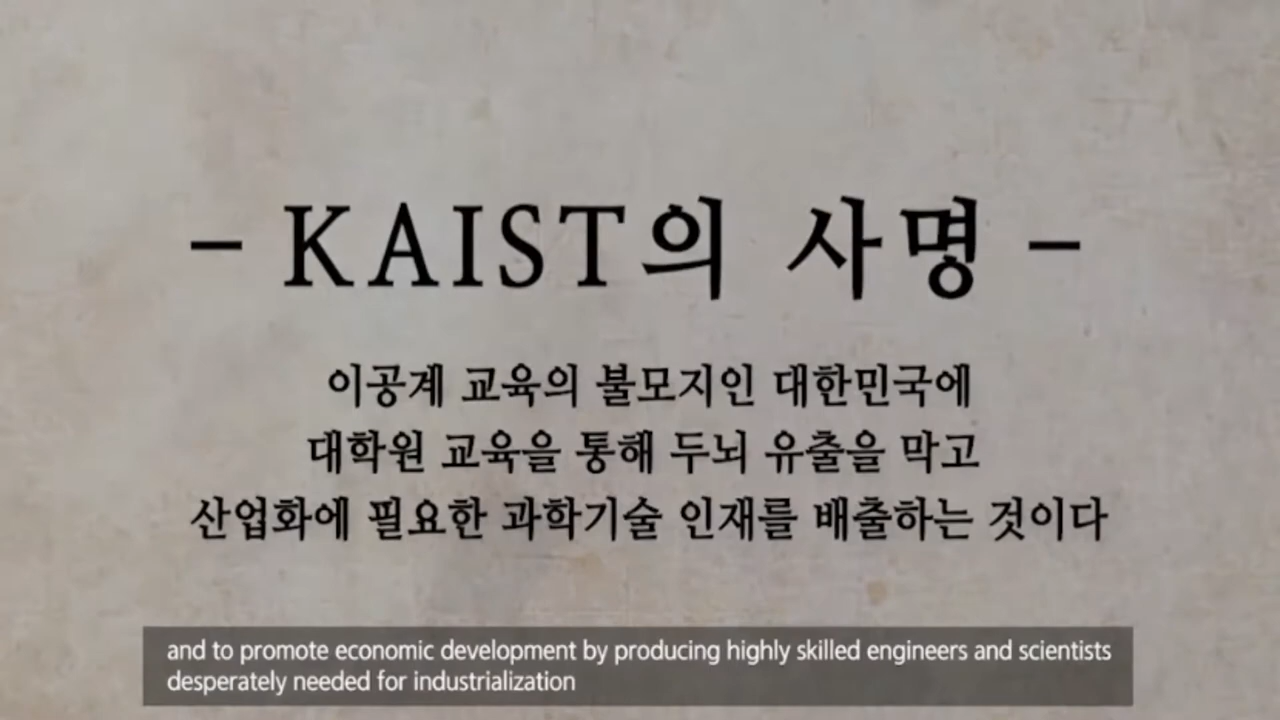 – KAIST의 사명 –
이공계 교육의 불모지인 대한민국에
대학원 교육을 통해 두뇌 유출을 막고
산업화에 필요한 과학기술 인재를 배출하는 것이다
and to promote economic development by producing highly skilled engineers and scientists
desperately needed for industrialization